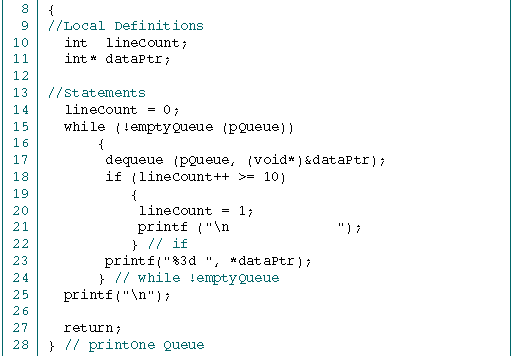 8 {
9 //Local Definitions
10   int  lineCount;
11   int* dataPtr;
12
13 //Statements
14   lineCount = 0;
15   while (!emptyQueue (pQueue))
16       {
17        dequeue (pQueue, (void*)&dataPtr);
18        if (lineCount++ >= 10)
19           {
20            lineCount = 1;
21            printf ("\n             ");
22           } // if
23        printf("%3d ", *dataPtr);
24       } // while !emptyQueue
25   printf("\n");
26
27   return;
28 } // printOne Queue